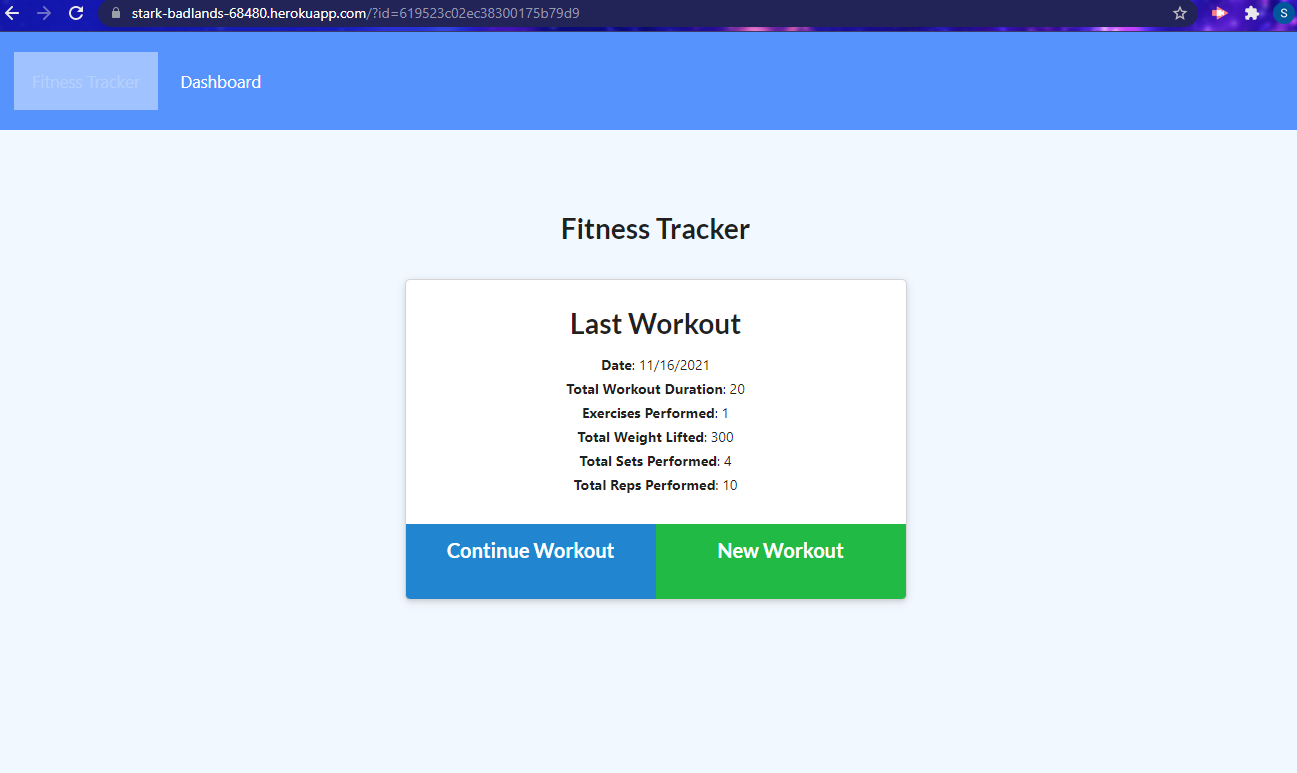 stark-badlands-68480.herokuapp.com/?id=619523c02ec38300175b79d9
S
Fitness Tracker Dashboard
Fitness Tracker
Last Workout
Date: 11/16/2021
Total Workout Duration: 20
Exercises Performed: 1
Total Weight Lifted: 300
Total Sets Performed: 4
Total Reps Performed: 10
Continue Workout New Workout